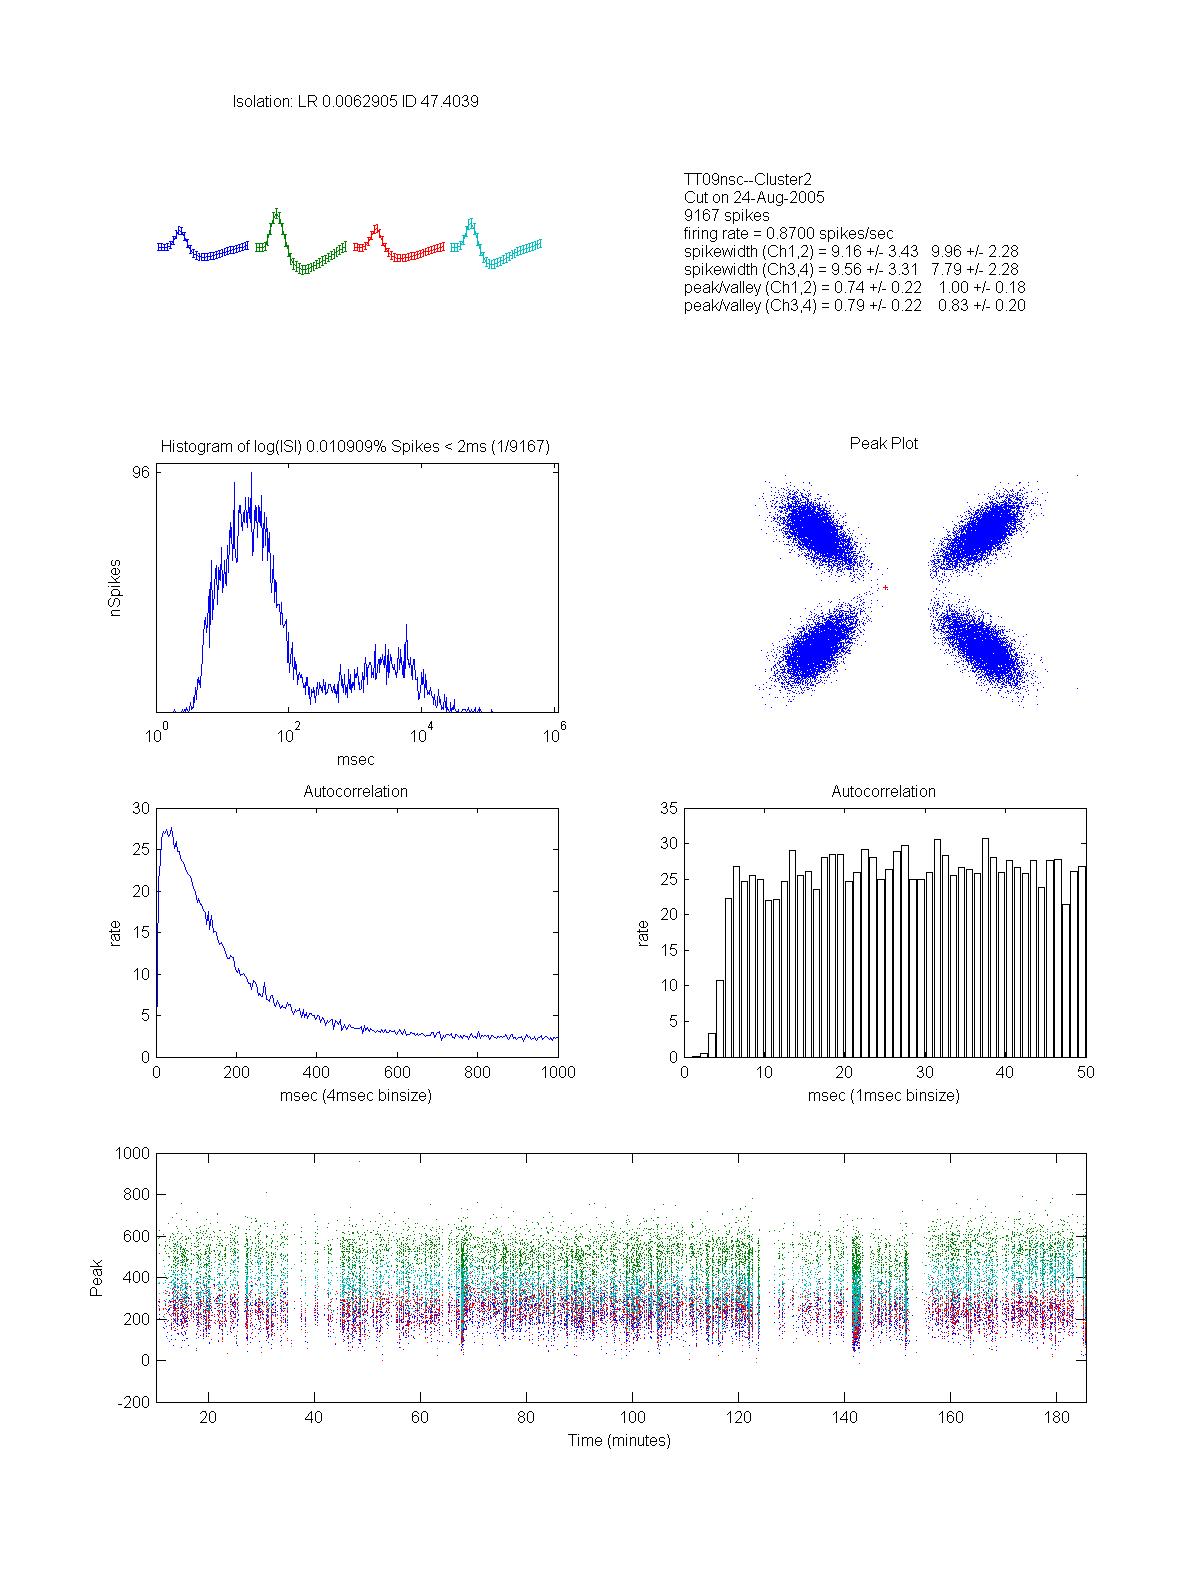 Isolation: LR 0.0062905 ID 47.4039
TT09nsc--Cluster2
Cut on 24-Aug-2005
9167 spikes
firing rate = 0.8700 spikes/sec
spikewidth (Ch1,2) = 9.16 +/- 3.43 9.96 +/- 2.28
spikewidth (Ch3,4) = 9.56 +/- 3.31 7.79 +/- 2.28
peak/valley (Ch1,2) = 0.74 +/- 0.22 1.00 +/- 0.18
peak/valley (Ch3,4) = 0.79 +/- 0.22 0.83 +/- 0.20
Histogram of log(ISI) 0.010909% Spikes < 2ms (1/9167)
96
nSpikes
10^0 10^2 10^4 10^6
msec
Peak Plot
Autocorrelation
30
25
20
15
10
5
0
rate
0 200 400 600 800 1000
msec (4msec binsize)
Autocorrelation
35
30
25
20
15
10
5
0
rate
0 10 20 30 40 50
msec (1msec binsize)
1000
800
600
400
200
0
-200
Peak
20 40 60 80 100 120 140 160 180
Time (minutes)